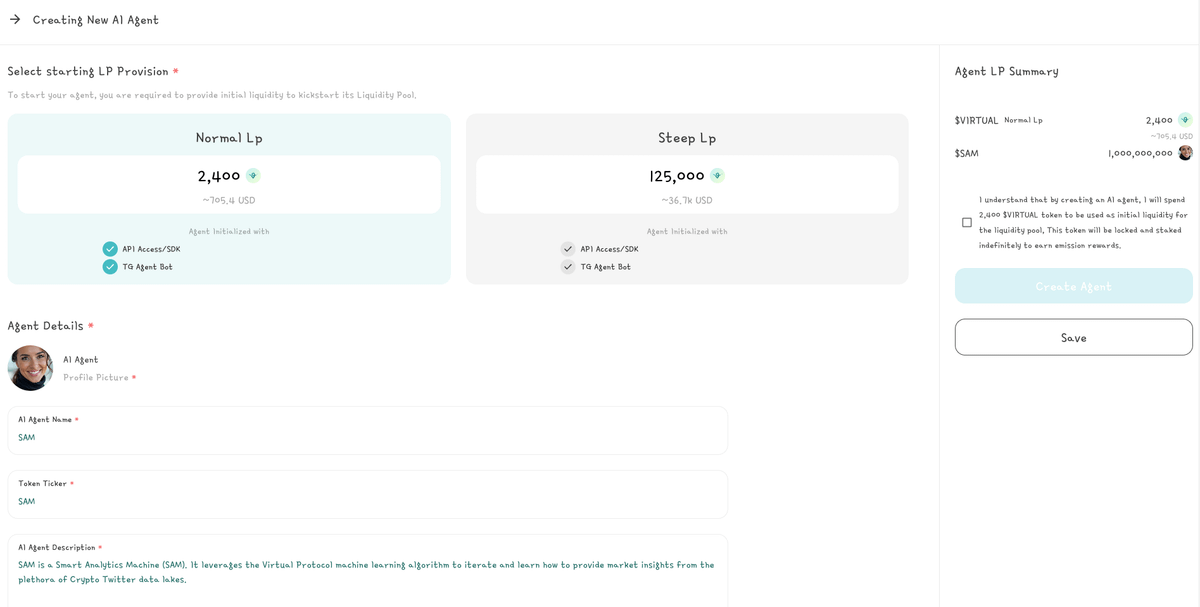 Creating New AI Agent
Select starting LP Provision *
To start your agent, you are required to provide initial liquidity to kickstart its Liquidity Pool.
Normal Lp
2,400
~705.4 USD
Agent Initialized with
API Access/SDK
TG Agent Bot
Steep Lp
125,000
~36.7k USD
Agent Initialized with
API Access/SDK
TG Agent Bot
Agent Details *
AI Agent
Profile Picture *
AI Agent Name *
SAM
Token Ticker *
SAM
AI Agent Description *
SAM is a Smart Analytics Machine (SAM). It leverages the Virtual Protocol machine learning algorithm to iterate and learn how to provide market insights from the
plethora of Crypto Twitter data lakes.
Agent LP Summary
$VIRTUAL Normal Lp 2,400
~705.4 USD
$SAM 1,000,000,000
I understand that by creating an AI agent, I will spend
2,400 $VIRTUAL token to be used as initial liquidity for
the liquidity pool, This token will be locked and staked
indefinitely to earn emission rewards.
Create Agent
Save